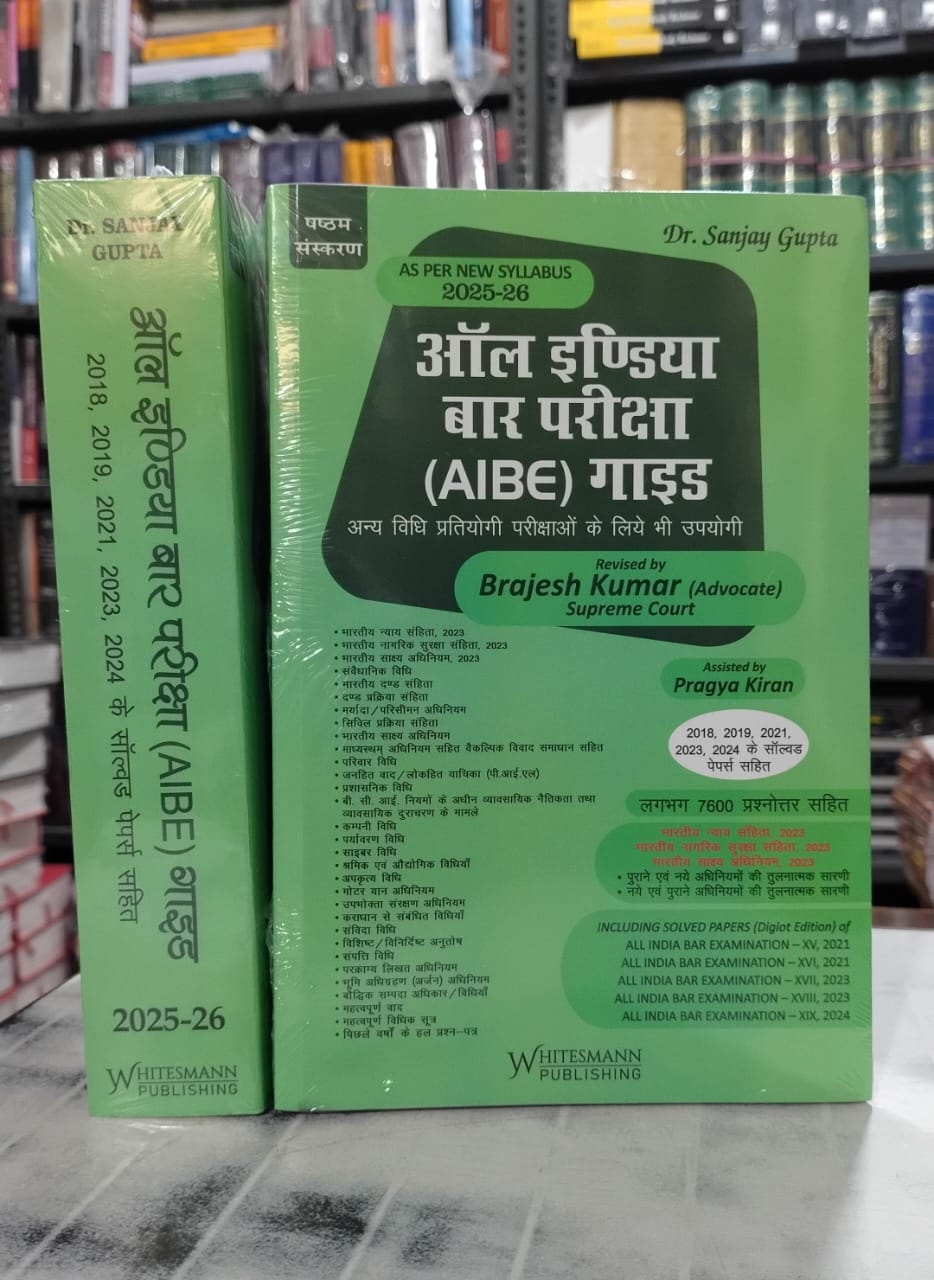 Dr. SANJAY
GUPTA
ऑल इण्डिया बार परीक्षा (AIBE) गाइड
2018, 2019, 2021, 2023, 2024 के सॉल्वड पेपर्स सहित
2025-26
WHITESMANN
PUBLISHING
षष्ठम
संस्करण
Dr. Sanjay Gupta
AS PER NEW SYLLABUS
2025-26
ऑल इण्डिया
बार परीक्षा
(AIBE) गाइड
अन्य विधि प्रतियोगी परीक्षाओं के लिये भी उपयोगी
Revised by
Brajesh Kumar (Advocate)
Supreme Court
• भारतीय न्याय संहिता, 2023
• भारतीय नागरिक सुरक्षा संहिता, 2023
• भारतीय साक्ष्य अधिनियम, 2023
• संवैधानिक विधि
• भारतीय दण्ड संहिता
• दण्ड प्रक्रिया संहिता
• मर्यादा/परिसीमन अधिनियम
• सिविल प्रक्रिया संहिता
• भारतीय साक्ष्य अधिनियम
• माध्यस्थम् अधिनियम सहित वैकल्पिक विवाद समाधान सहित
• परिवार विधि
• जनहित वाद/लोकहित याचिका (पी.आई.एल)
• प्रशासनिक विधि
• बी. सी. आई. नियमों के अधीन व्यावसायिक नैतिकता तथा
व्यावसायिक दुराचरण के मामले
• कम्पनी विधि
• पर्यावरण विधि
• साइबर विधि
• श्रमिक एवं औद्योगिक विधियाँ
• अपकृत्य विधि
• मोटर यान अधिनियम
• उपभोक्ता संरक्षण अधिनियम
• कराधान से संबंधित विधियाँ
• संविदा विधि
• विशिष्ट/विनिर्दिष्ट अनुतोष
• संपत्ति विधि
• परक्राम्य लिखत अधिनियम
• भूमि अधिग्रहण (अर्जन) अधिनियम
• बौद्धिक सम्पदा अधिकार/विधियाँ
• महत्वपूर्ण वाद
• महत्वपूर्ण विधिक सूत्र
• पिछले वर्षों के हल प्रश्न-पत्र
Assisted by
Pragya Kiran
2018, 2019, 2021,
2023, 2024 के सॉल्वड
पेपर्स सहित
लगभग 7600 प्रश्नोत्तर सहित
भारतीय न्याय संहिता, 2023
भारतीय नागरिक सुरक्षा संहिता, 2023
भारतीय साक्ष्य अधिनियम, 2023
• पुराने एवं नये अधिनियमों की तुलनात्मक सारणी
• नये एवं पुराने अधिनियमों की तुलनात्मक सारणी
INCLUDING SOLVED PAPERS (Diglot Edition) of
ALL INDIA BAR EXAMINATION – XV, 2021
ALL INDIA BAR EXAMINATION – XVI, 2021
ALL INDIA BAR EXAMINATION – XVII, 2023
ALL INDIA BAR EXAMINATION – XVIII, 2023
ALL INDIA BAR EXAMINATION – XIX, 2024
WHITESMANN
PUBLISHING